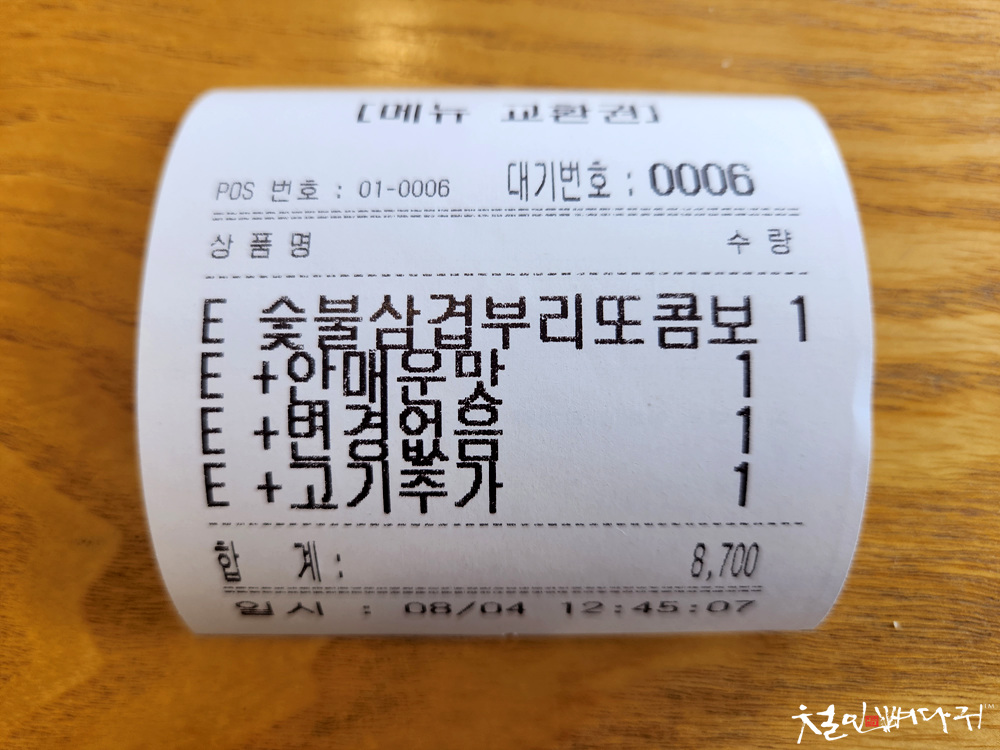 [메뉴 교환권]
POS 번호 : 01-0006 대기번호 : 0006
상 품 명 수 량
E 숯불삼겹부리또콤보 1
E +안매운맛 1
E +변경없음 1
E +고기추가 1
합 계 : 8,700
일시 : 08/04 12:45:07
철인뼈다귀™